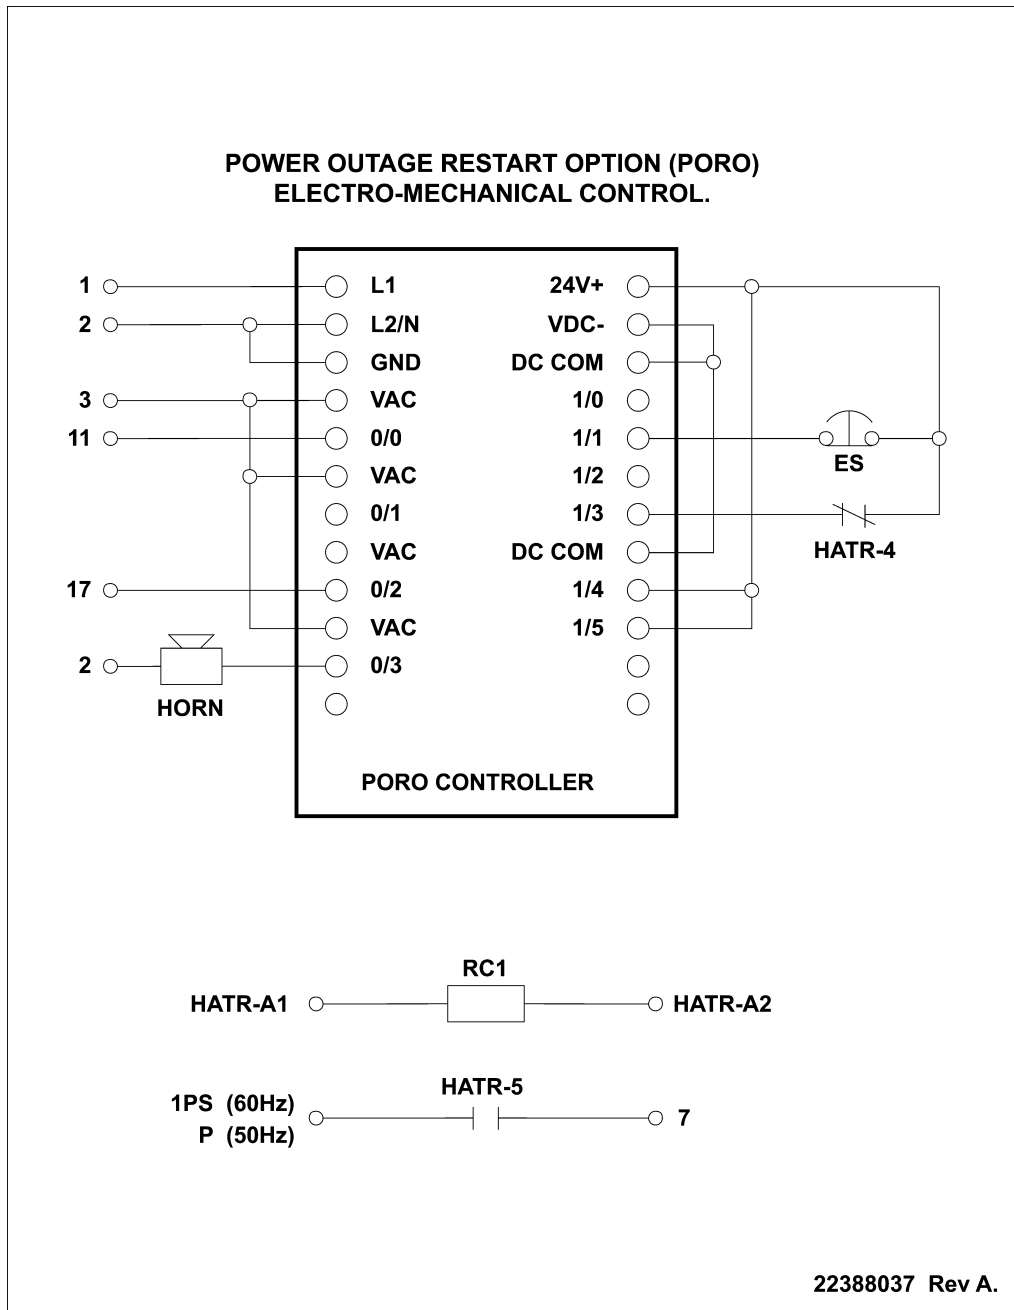 POWER OUTAGE RESTART OPTION (PORO)
ELECTRO-MECHANICAL CONTROL.
1 L1 24V+
2 L2/N VDC-
GND DC COM
3 VAC 1/0
11 0/0 1/1
ES
VAC 1/2
0/1 1/3
HATR-4
VAC DC COM
17 0/2 1/4
VAC 1/5
2 0/3
HORN
PORO CONTROLLER
RC1
HATR-A1 HATR-A2
HATR-5
1PS (60Hz)
P (50Hz)
7
22388037 Rev A.